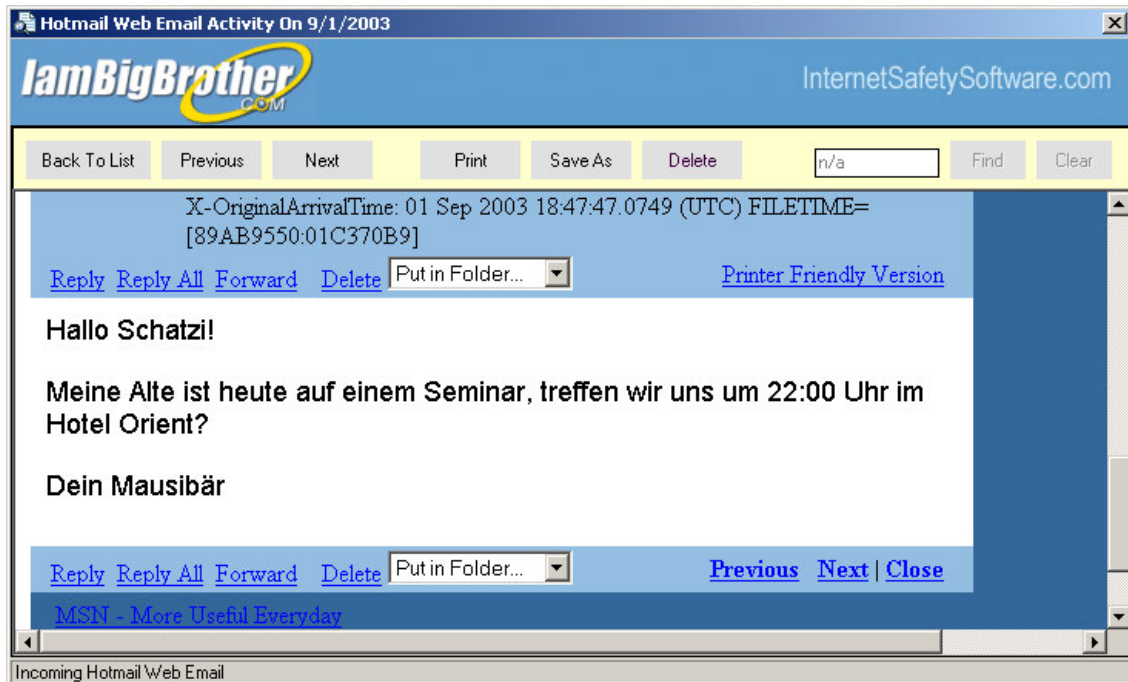 Hotmail Web Email Activity On 9/1/2003
IamBigBrother
.COM
InternetSafetySoftware.com
Back To List Previous Next Print Save As Delete n/a Find Clear
X-OriginalArrivalTime: 01 Sep 2003 18:47:47.0749 (UTC) FILETIME=
[89AB9550:01C370B9]
Reply Reply All Forward Delete Put in Folder... Printer Friendly Version
Hallo Schatzi!
Meine Alte ist heute auf einem Seminar, treffen wir uns um 22:00 Uhr im
Hotel Orient?
Dein Mausibär
Reply Reply All Forward Delete Put in Folder... Previous Next | Close
MSN - More Useful Everyday
Incoming Hotmail Web Email